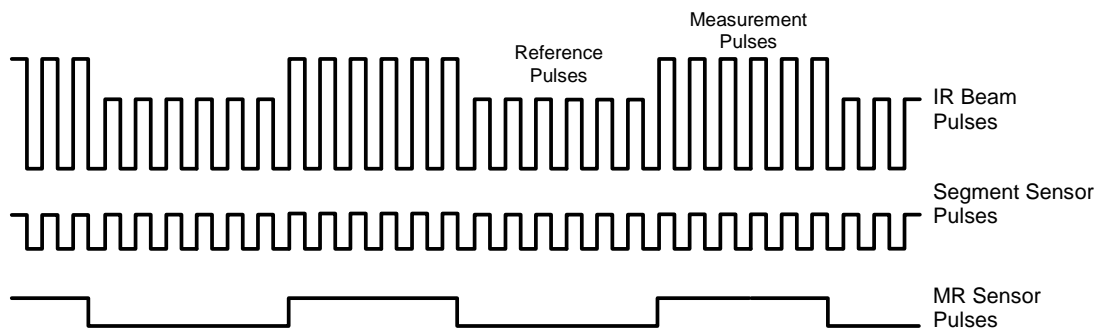 Measurement
Pulses
Reference
Pulses
IR Beam
Pulses
Segment Sensor
Pulses
MR Sensor
Pulses